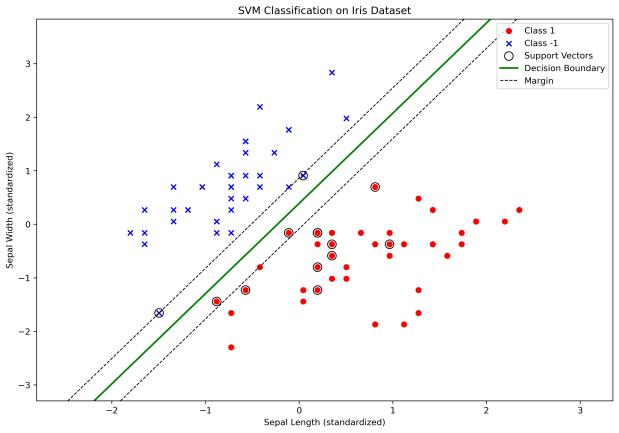 SVM Classification on Iris Dataset
Class 1
Class -1
Support Vectors
Decision Boundary
Margin
3
2
1
0
−1
−2
−3
Sepal Width (standardized)
−2
−1
0
1
2
3
Sepal Length (standardized)